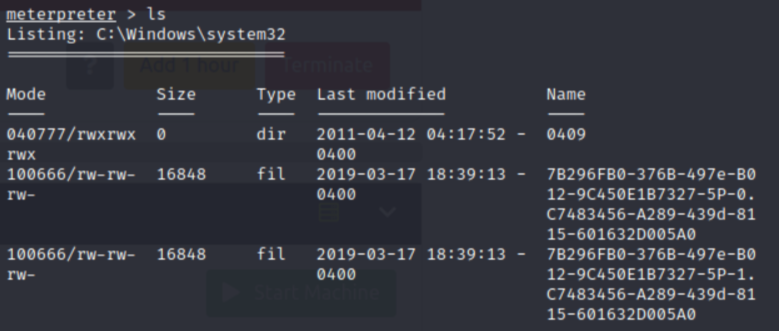 meterpreter > ls
Listing: C:\Windows\system32
? Add 1 hour Terminate
Mode Size Type Last modified Name
040777/rwxrwx 0 dir 2011-04-12 04:17:52 - 0409
rwx 0400
100666/rw-rw- 16848 fil 2019-03-17 18:39:13 - 7B296FB0-376B-497e-B0
rw- 0400 12-9C450E1B7327-5P-0.
C7483456-A289-439d-81
15-601632D005A0
100666/rw-rw- 16848 fil 2019-03-17 18:39:13 - 7B296FB0-376B-497e-B0
rw- 0400 12-9C450E1B7327-5P-1.
Start Machine C7483456-A289-439d-81
15-601632D005A0